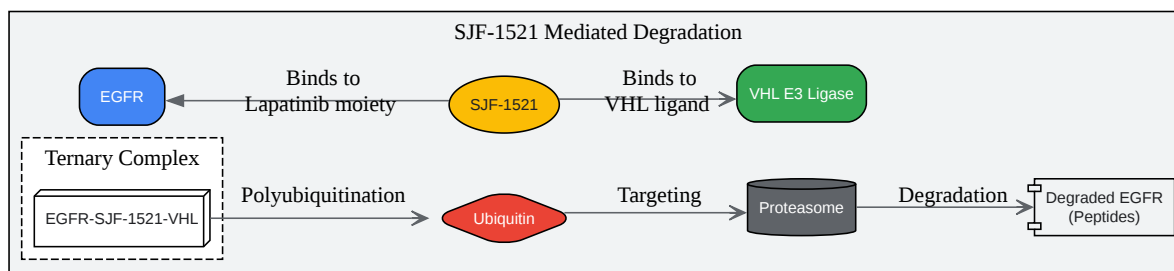 SJF-1521 Mediated Degradation
EGFR
Binds to
Lapatinib moiety
SJF-1521
Binds to
VHL ligand
VHL E3 Ligase
Ternary Complex
EGFR-SJF-1521-VHL
Polyubiquitination
Ubiquitin
Targeting
Proteasome
Degradation
Degraded EGFR
(Peptides)